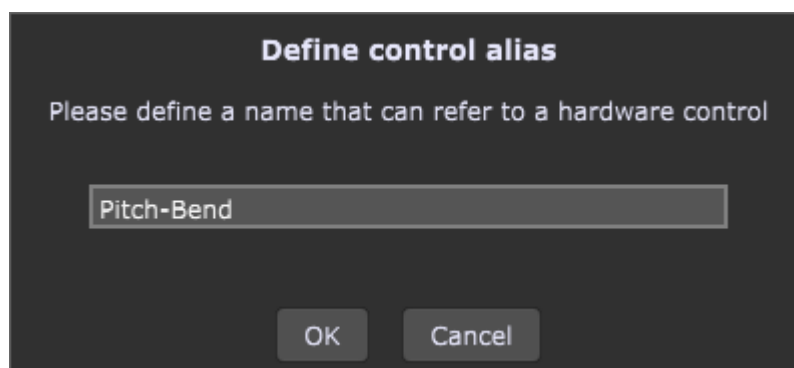 Define control alias
Please define a name that can refer to a hardware control
Pitch-Bend
OK Cancel